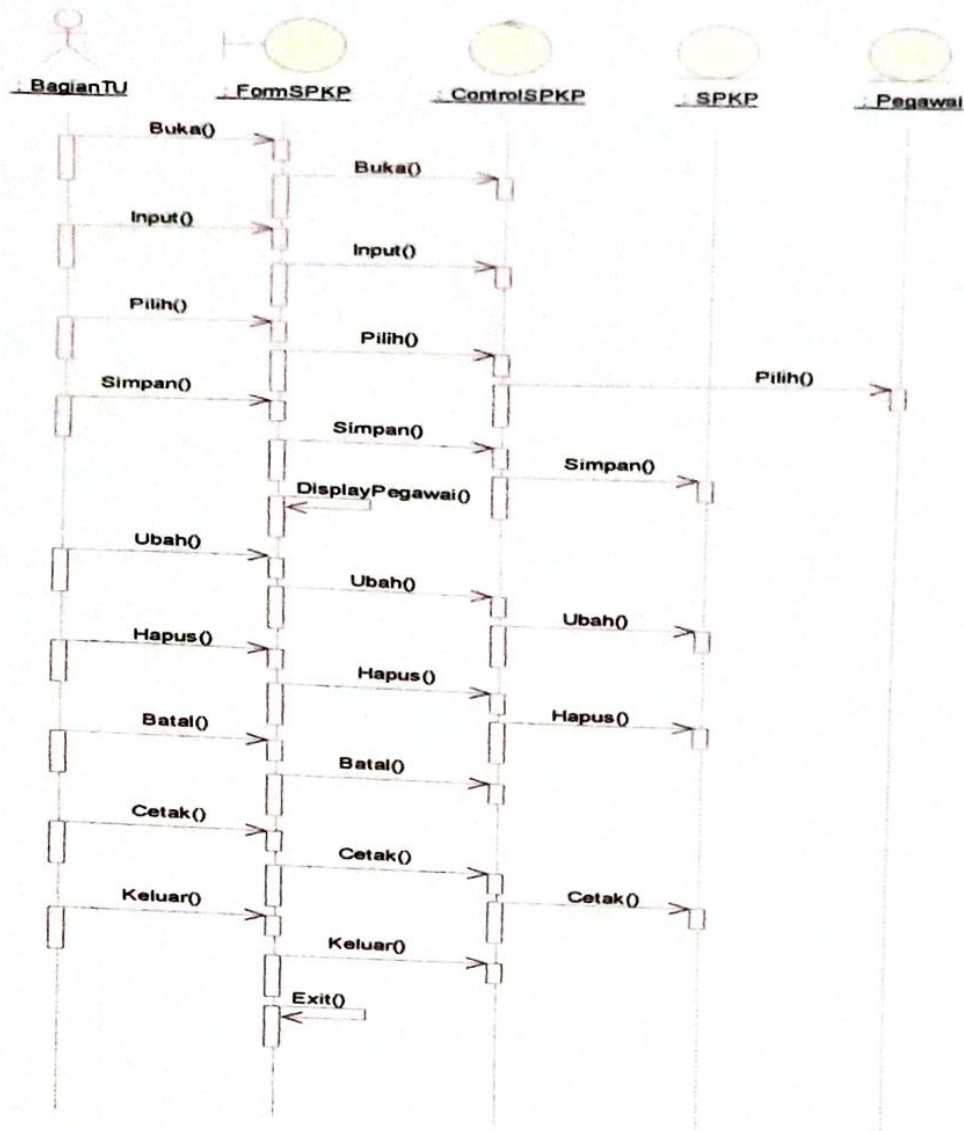 : BagianTU
: FormSPKP
: ControlSPKP
: SPKP
: Pegawai
Buka()
Buka()
Input()
Input()
Pilih()
Pilih()
Pilih()
Simpan()
Simpan()
Simpan()
DisplayPegawai()
Ubah()
Ubah()
Ubah()
Hapus()
Hapus()
Hapus()
Batal()
Batal()
Cetak()
Cetak()
Cetak()
Keluar()
Keluar()
Exit()